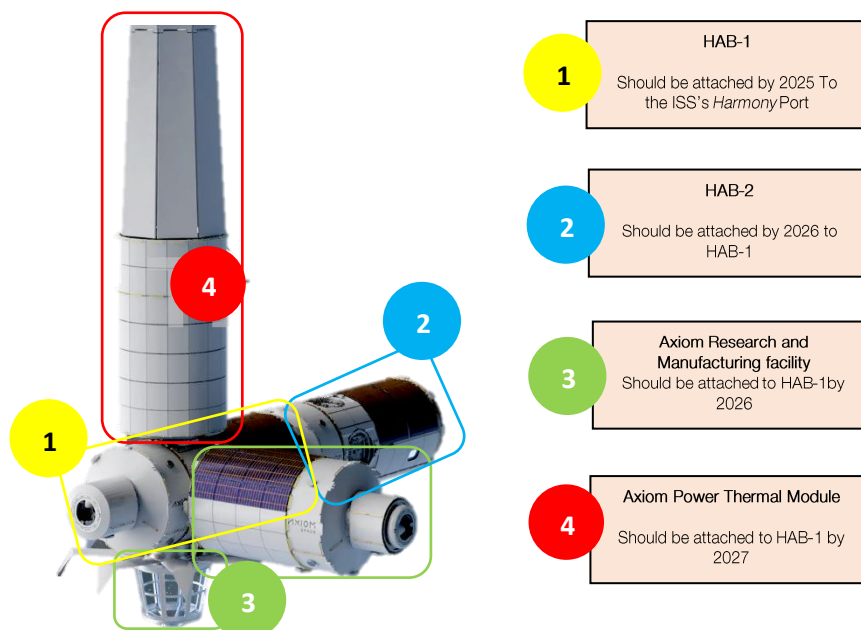 4
2
1
AXIOM
SPACE
3
1
HAB-1
Should be attached by 2025 To
the ISS's Harmony Port
2
HAB-2
Should be attached by 2026 to
HAB-1
3
Axiom Research and
Manufacturing facility
Should be attached to HAB-1by
2026
4
Axiom Power Thermal Module
Should be attached to HAB-1 by
2027